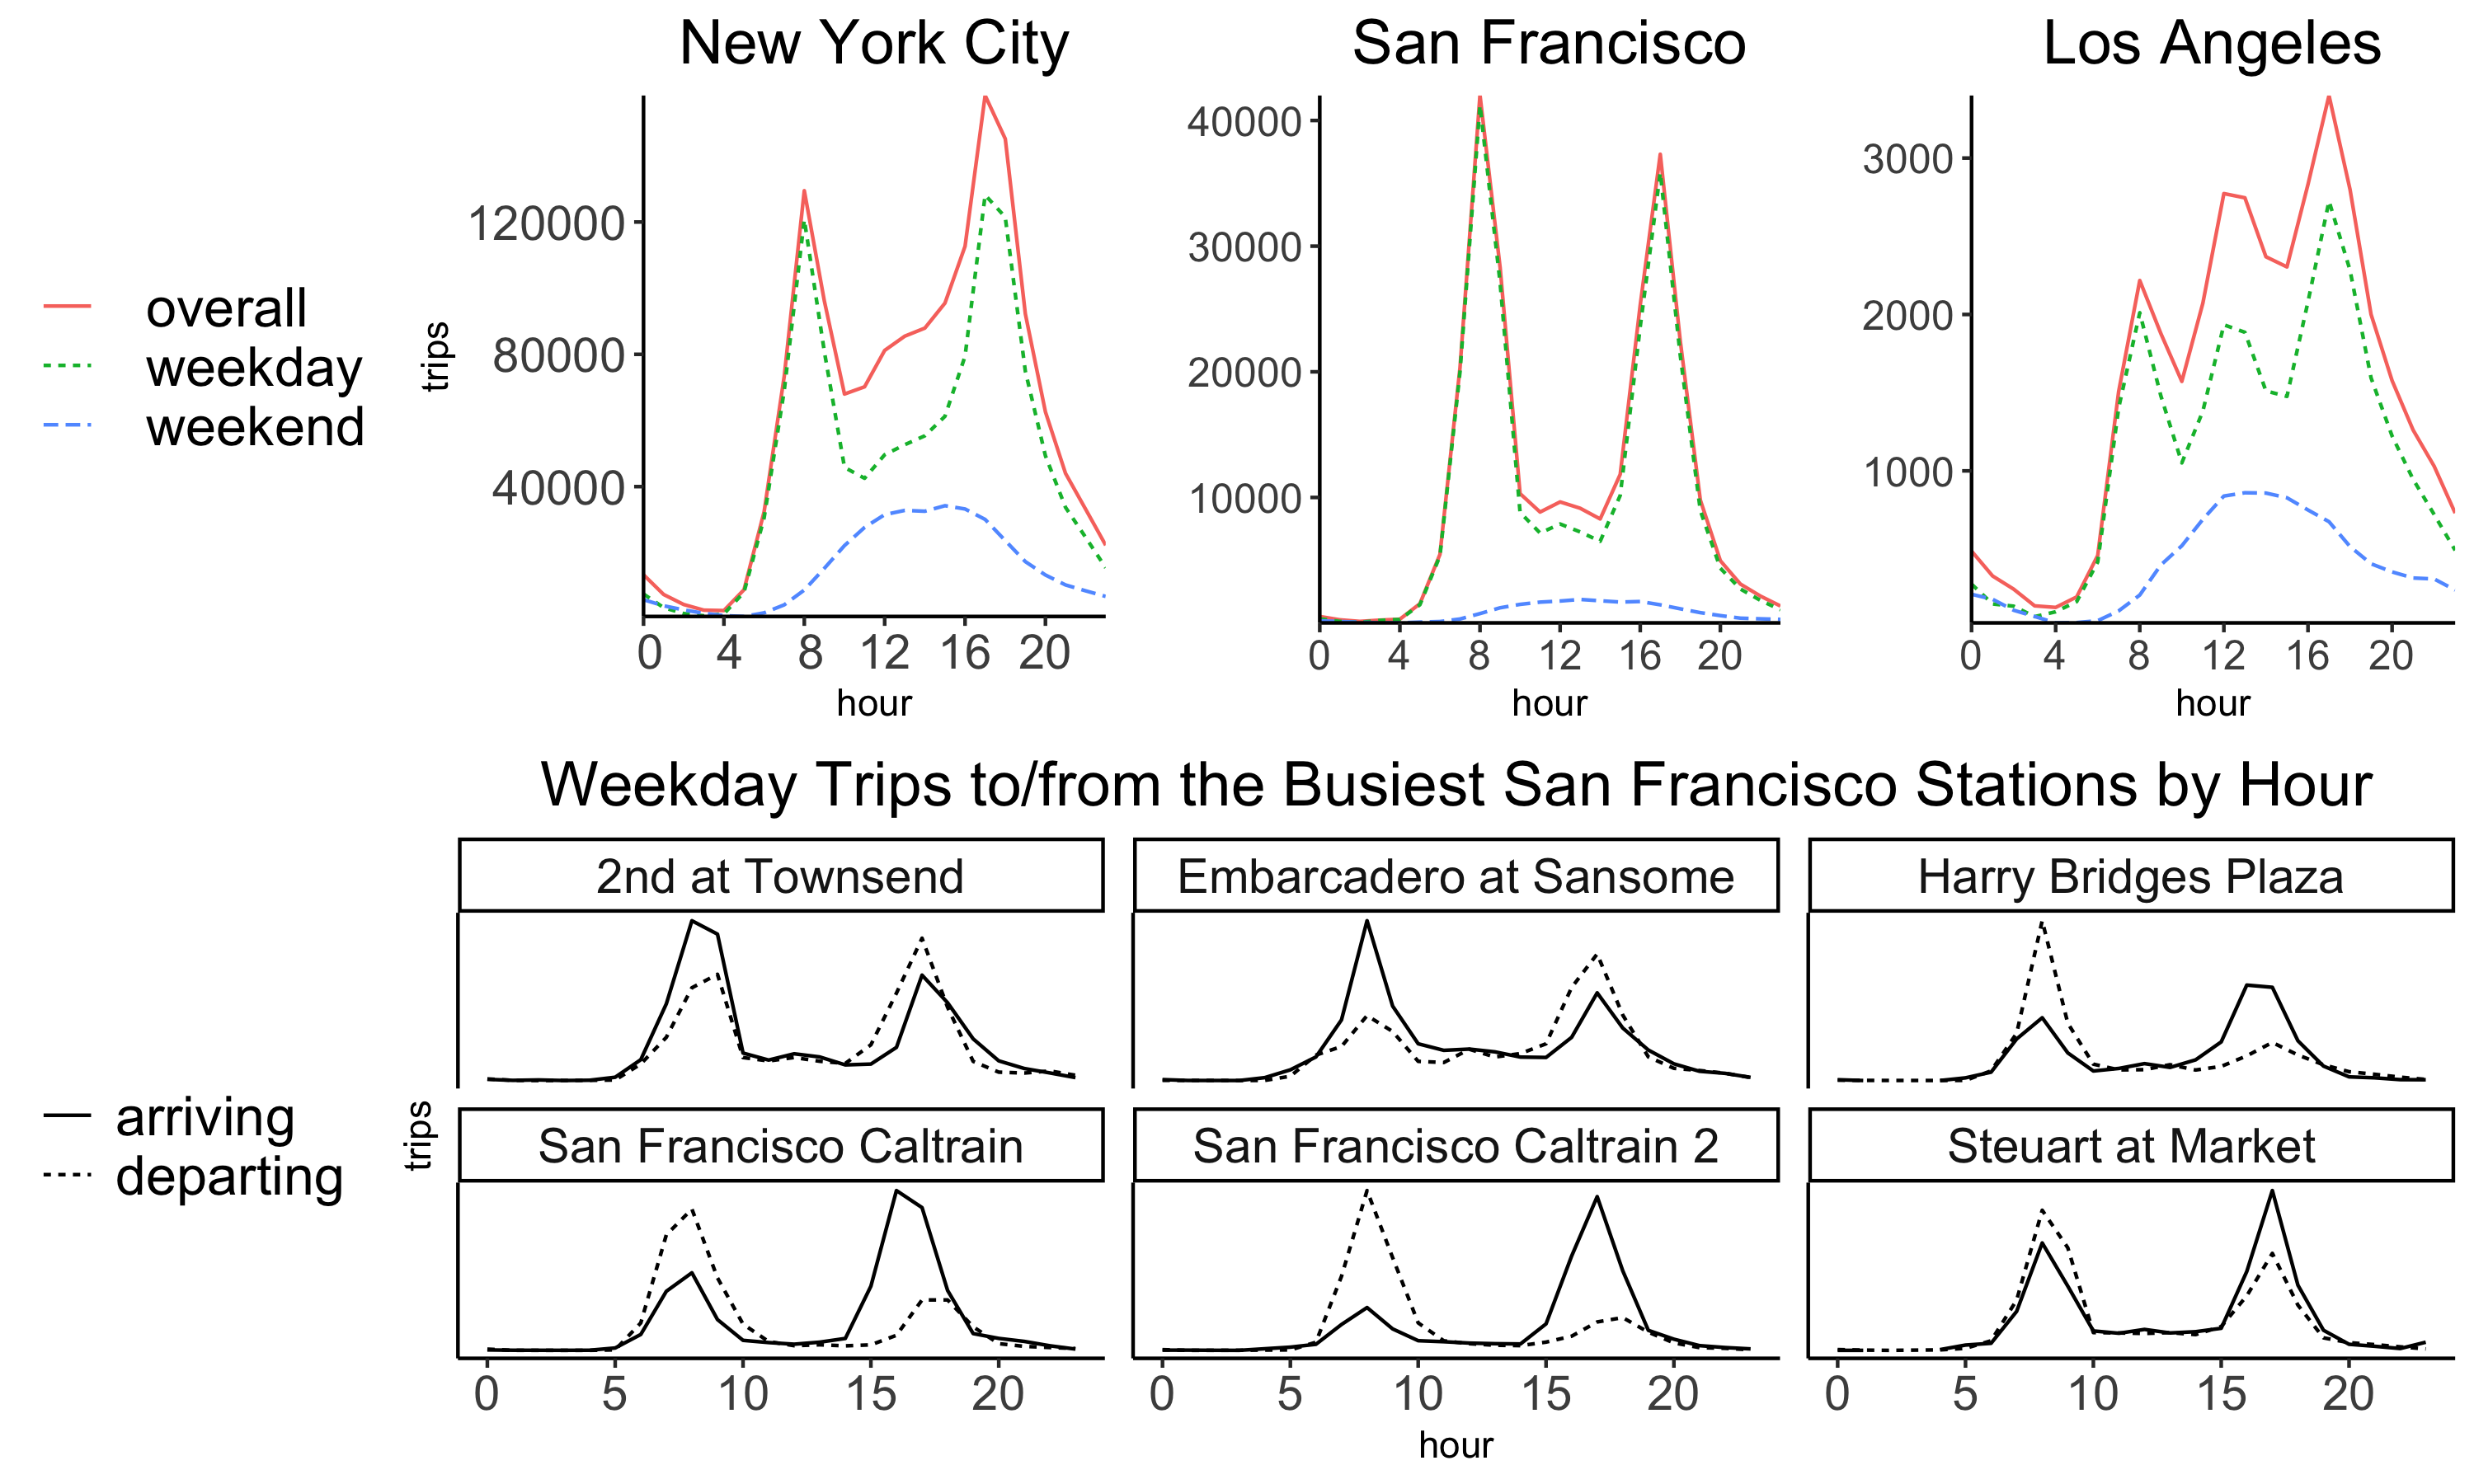 New York City San Francisco Los Angeles
overall
weekday
weekend
trips
120000
80000
40000
0 4 8 12 16 20
hour
40000
30000
20000
10000
0 4 8 12 16 20
hour
3000
2000
1000
0 4 8 12 16 20
hour
Weekday Trips to/from the Busiest San Francisco Stations by Hour
2nd at Townsend Embarcadero at Sansome Harry Bridges Plaza
arriving
departing
trips
San Francisco Caltrain San Francisco Caltrain 2 Steuart at Market
0 5 10 15 20 0 5 10 15 20 0 5 10 15 20
hour